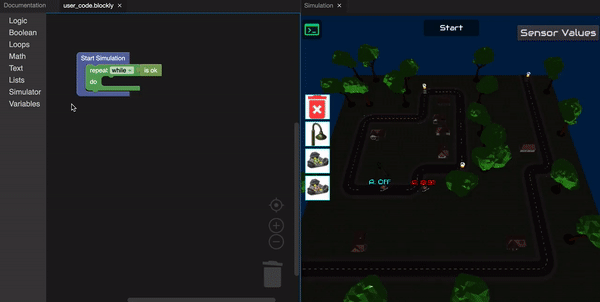 Documentation
user_code.blockly ×
Simulation ×
Logic
Boolean
Loops
Math
Text
Lists
Simulator
Variables
Start Simulation
repeat while is ok
do
Start
Sensor Values
A Off